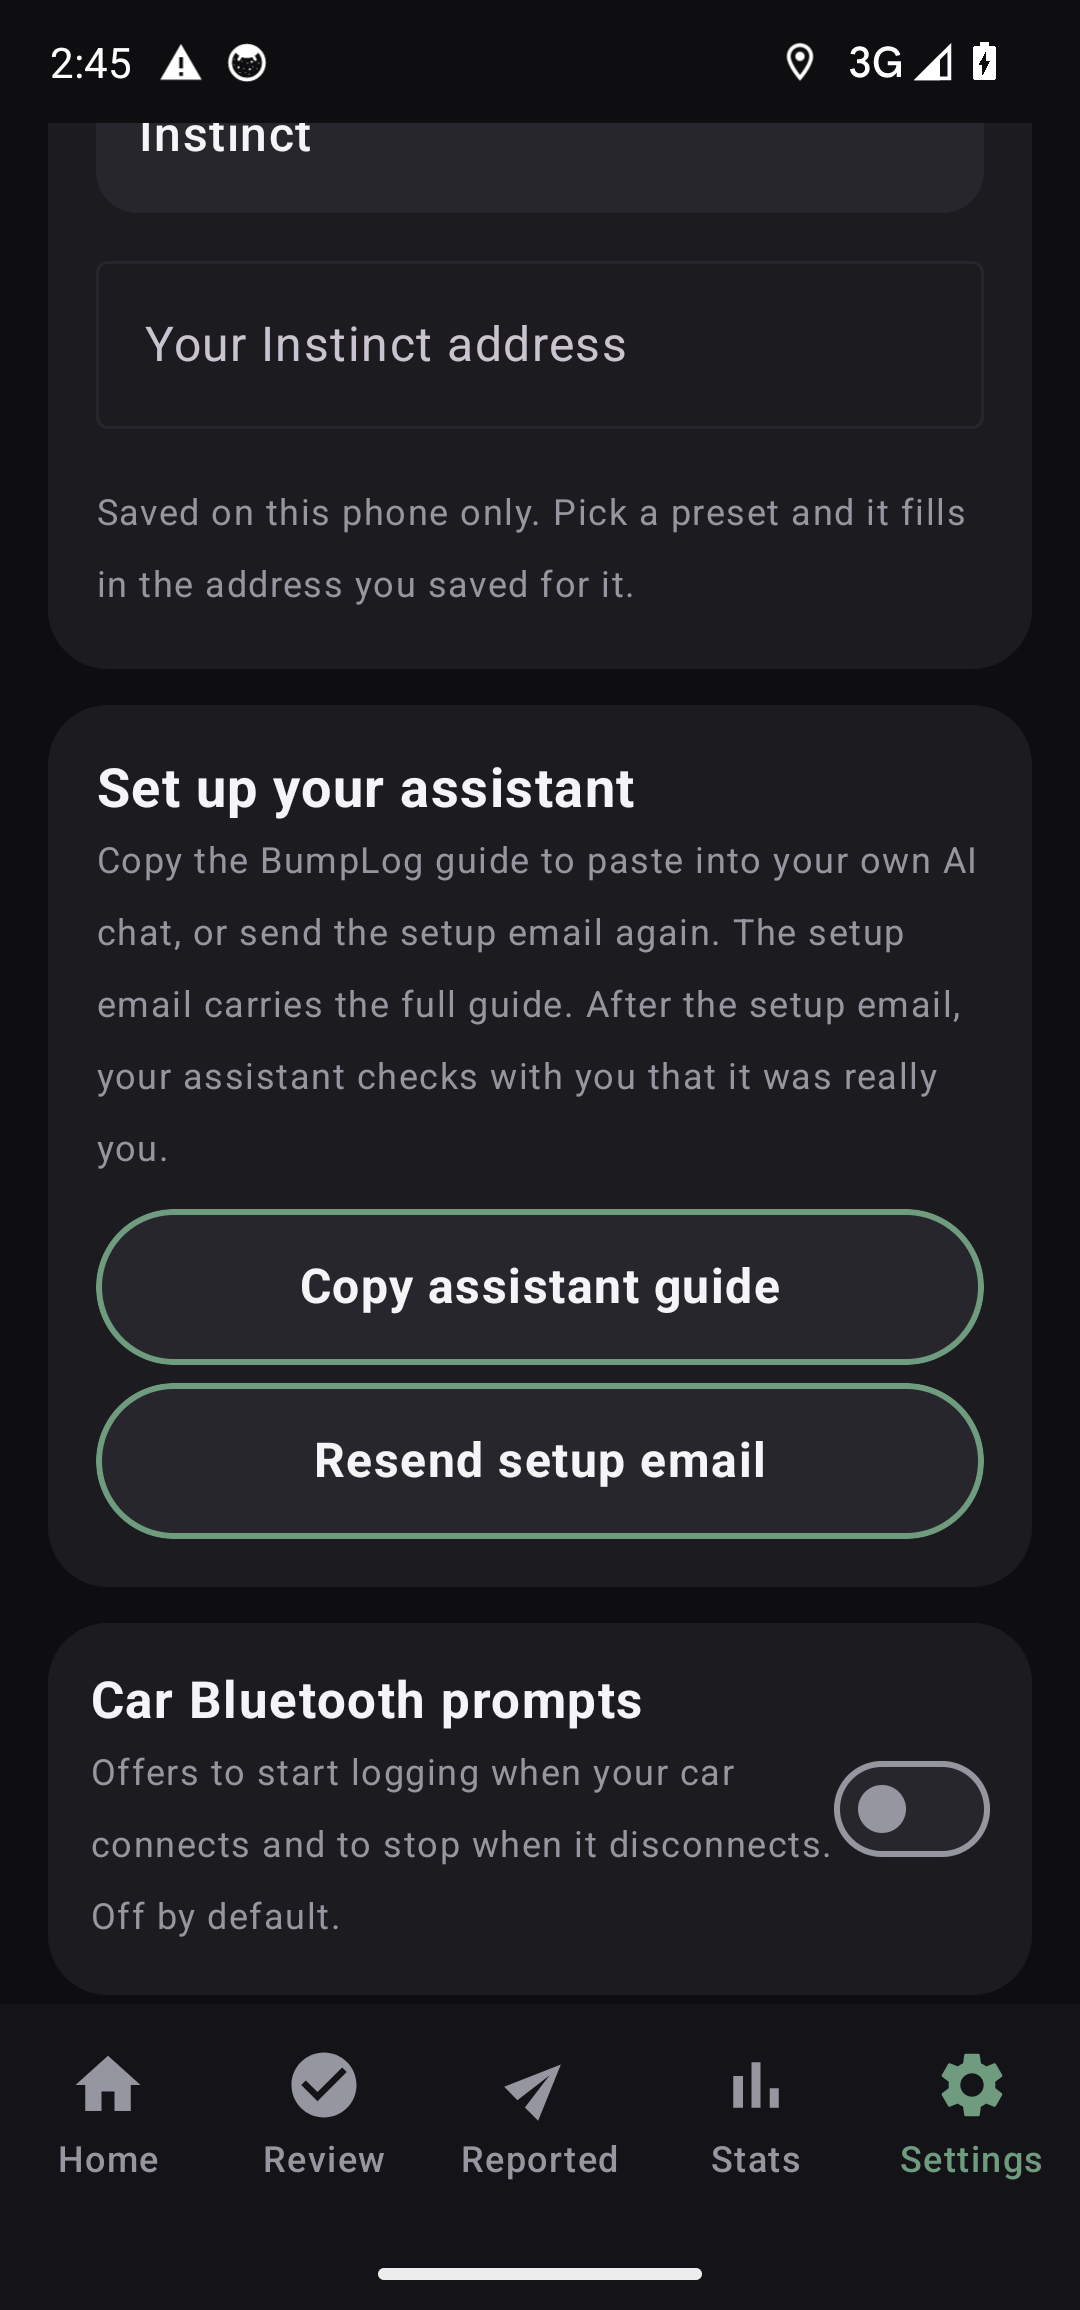 2:45
3G
Instinct
Your Instinct address
Saved on this phone only. Pick a preset and it fills
in the address you saved for it.
Set up your assistant
Copy the BumpLog guide to paste into your own AI
chat, or send the setup email again. The setup
email carries the full guide. After the setup email,
your assistant checks with you that it was really
you.
Copy assistant guide
Resend setup email
Car Bluetooth prompts
Offers to start logging when your car
connects and to stop when it disconnects.
Off by default.
Home
Review
Reported
Stats
Settings